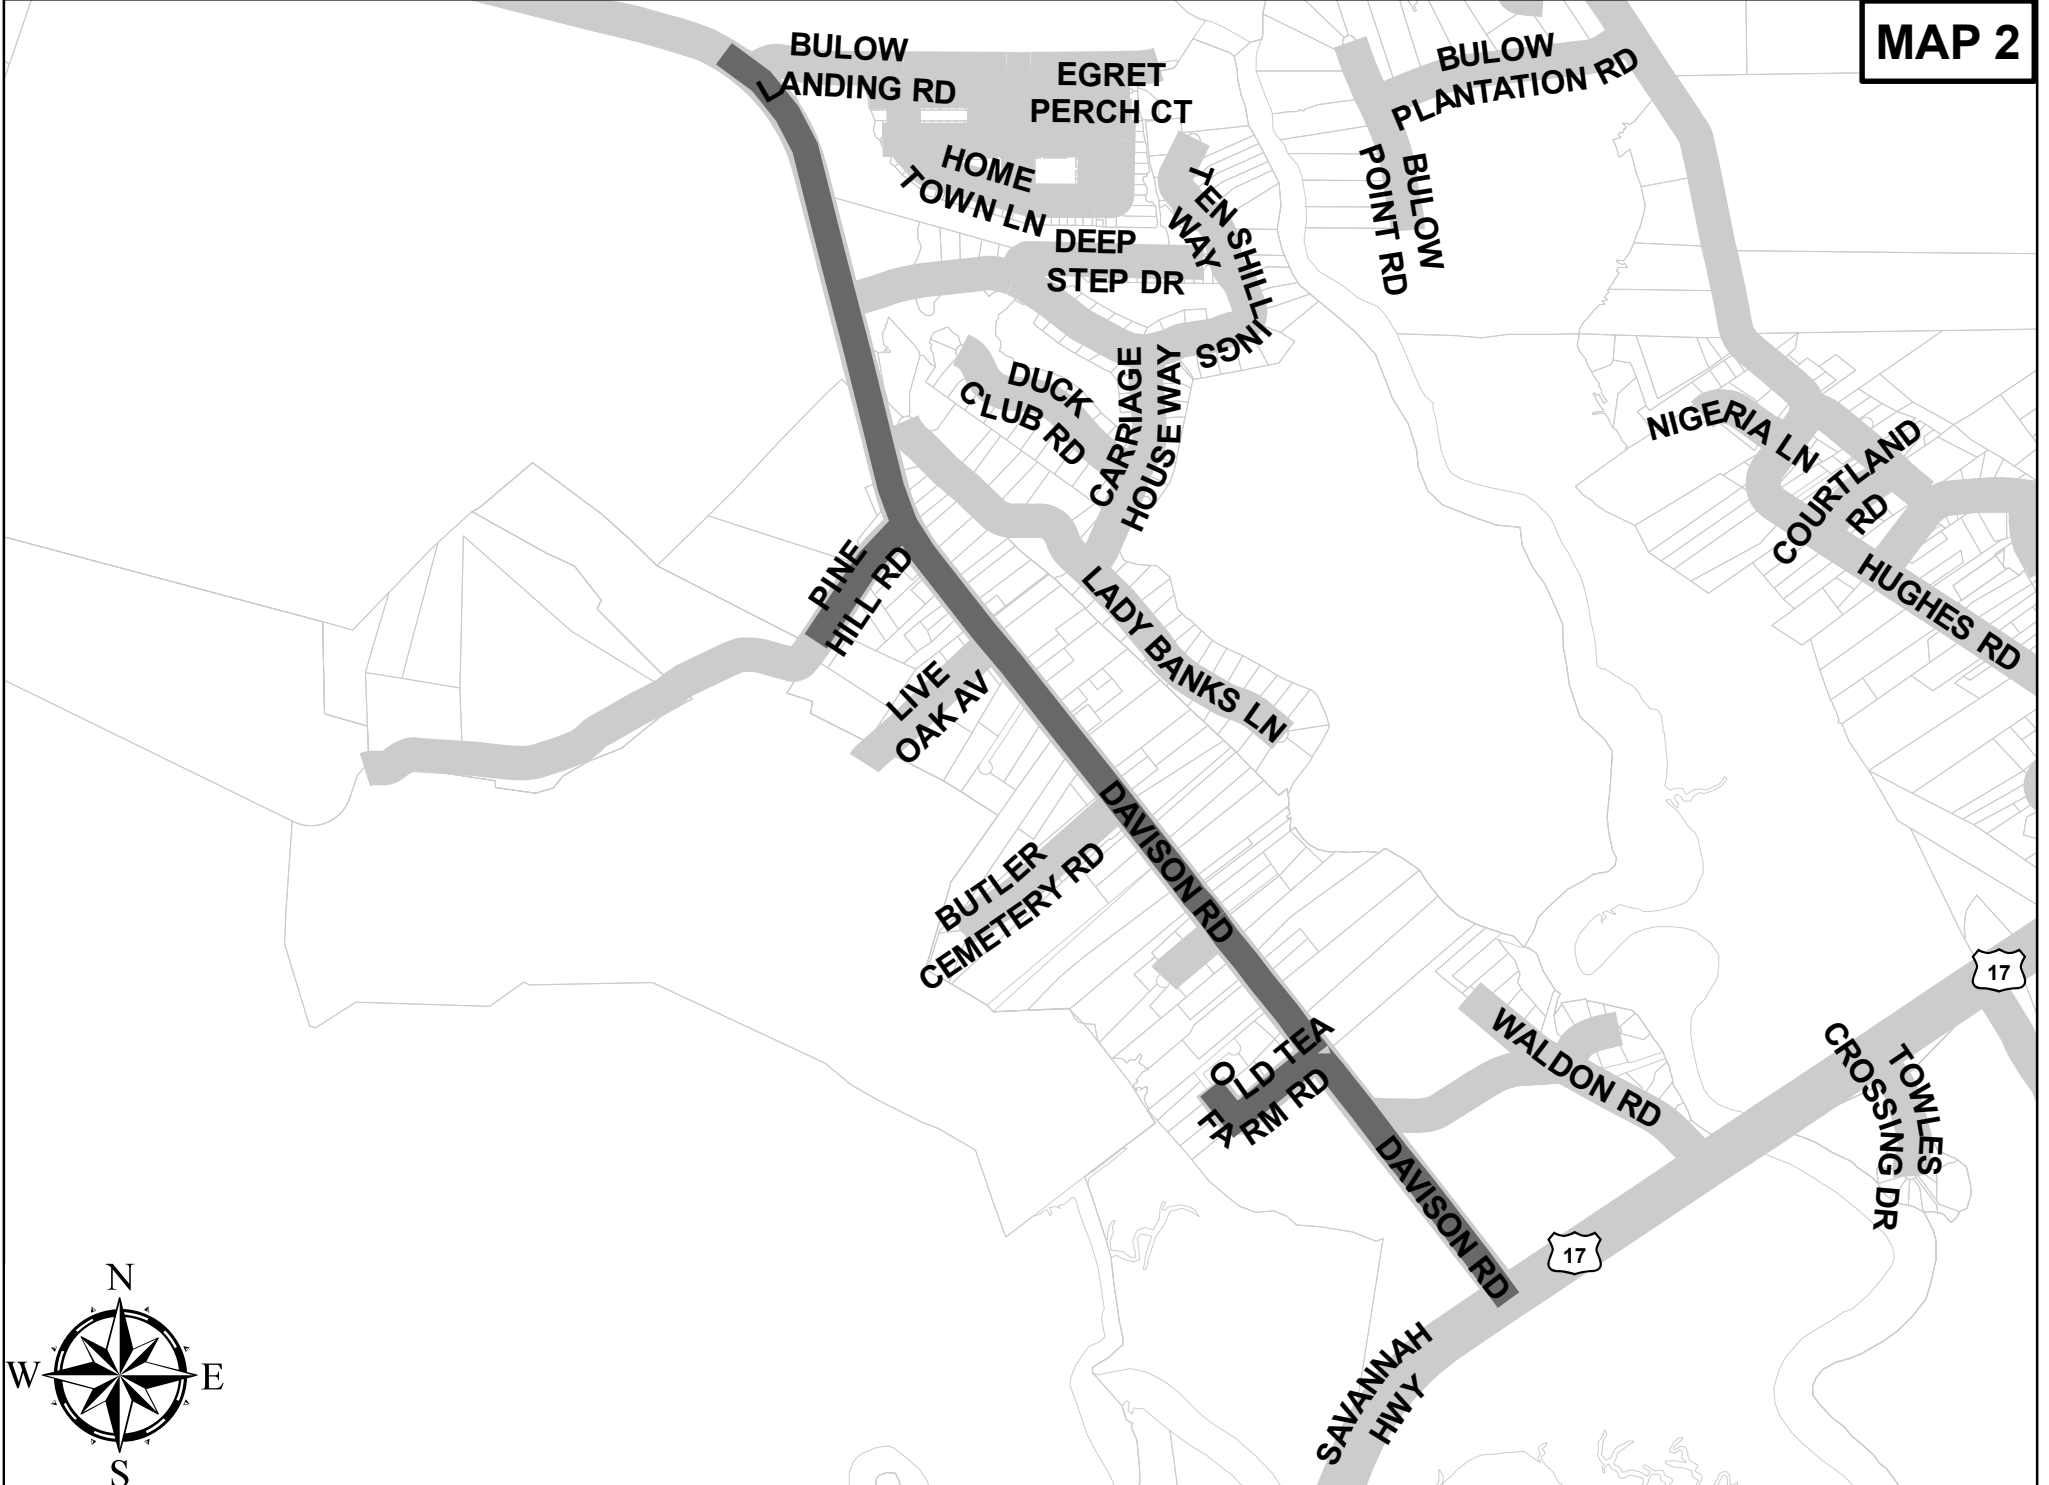 MAP 2
BULOW
LANDING RD
EGRET
PERCH CT
BULOW
PLANTATION RD
HOME
TOWN LN
TEN SHILLINGS
WAY
BULOW
POINT RD
DEEP
STEP DR
DUCK
CLUB RD
CARRIAGE
HOUSE WAY
NIGERIA LN
COURTLAND
RD
HUGHES RD
PINE
HILL RD
LADY BANKS LN
LIVE
OAK AV
DAVISON RD
BUTLER
CEMETERY RD
17
OLD TEA
FARM RD
WALDON RD
TOWLES
CROSSING DR
DAVISON RD
17
SAVANNAH
HWY
N
W
E
S